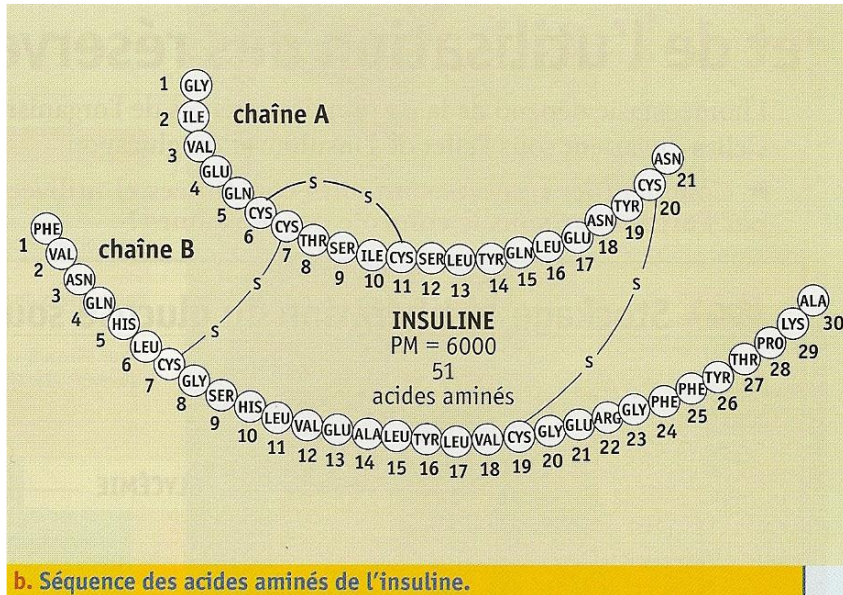 chaîne A
1 GLY
2 ILE
3 VAL
4 GLU
5 GLN
6 CYS
7 CYS
8 THR
9 SER
10 ILE
11 CYS
12 SER
13 LEU
14 TYR
15 GLN
16 LEU
17 GLU
18 ASN
19 TYR
20 CYS
21 ASN
S
S
chaîne B
1 PHE
2 VAL
3 ASN
4 GLN
5 HIS
6 LEU
7 CYS
8 GLY
9 SER
10 HIS
11 LEU
12 VAL
13 GLU
14 ALA
15 LEU
16 TYR
17 LEU
18 VAL
19 CYS
20 GLY
21 GLU
22 ARG
23 GLY
24 PHE
25 PHE
26 TYR
27 THR
28 PRO
29 LYS
30 ALA
S
S
S
S
INSULINE
PM = 6000
51
acides aminés
b. Séquence des acides aminés de l'insuline.